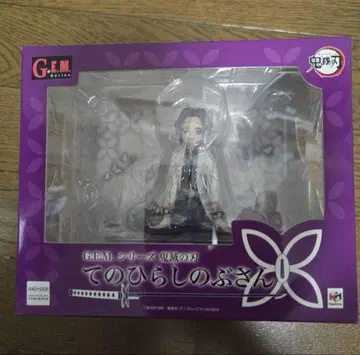 G.E.M.
Series
鬼滅の刃
G.E.M. シリーズ 鬼滅の刃
てのひらしのぶさん
MegaHouse